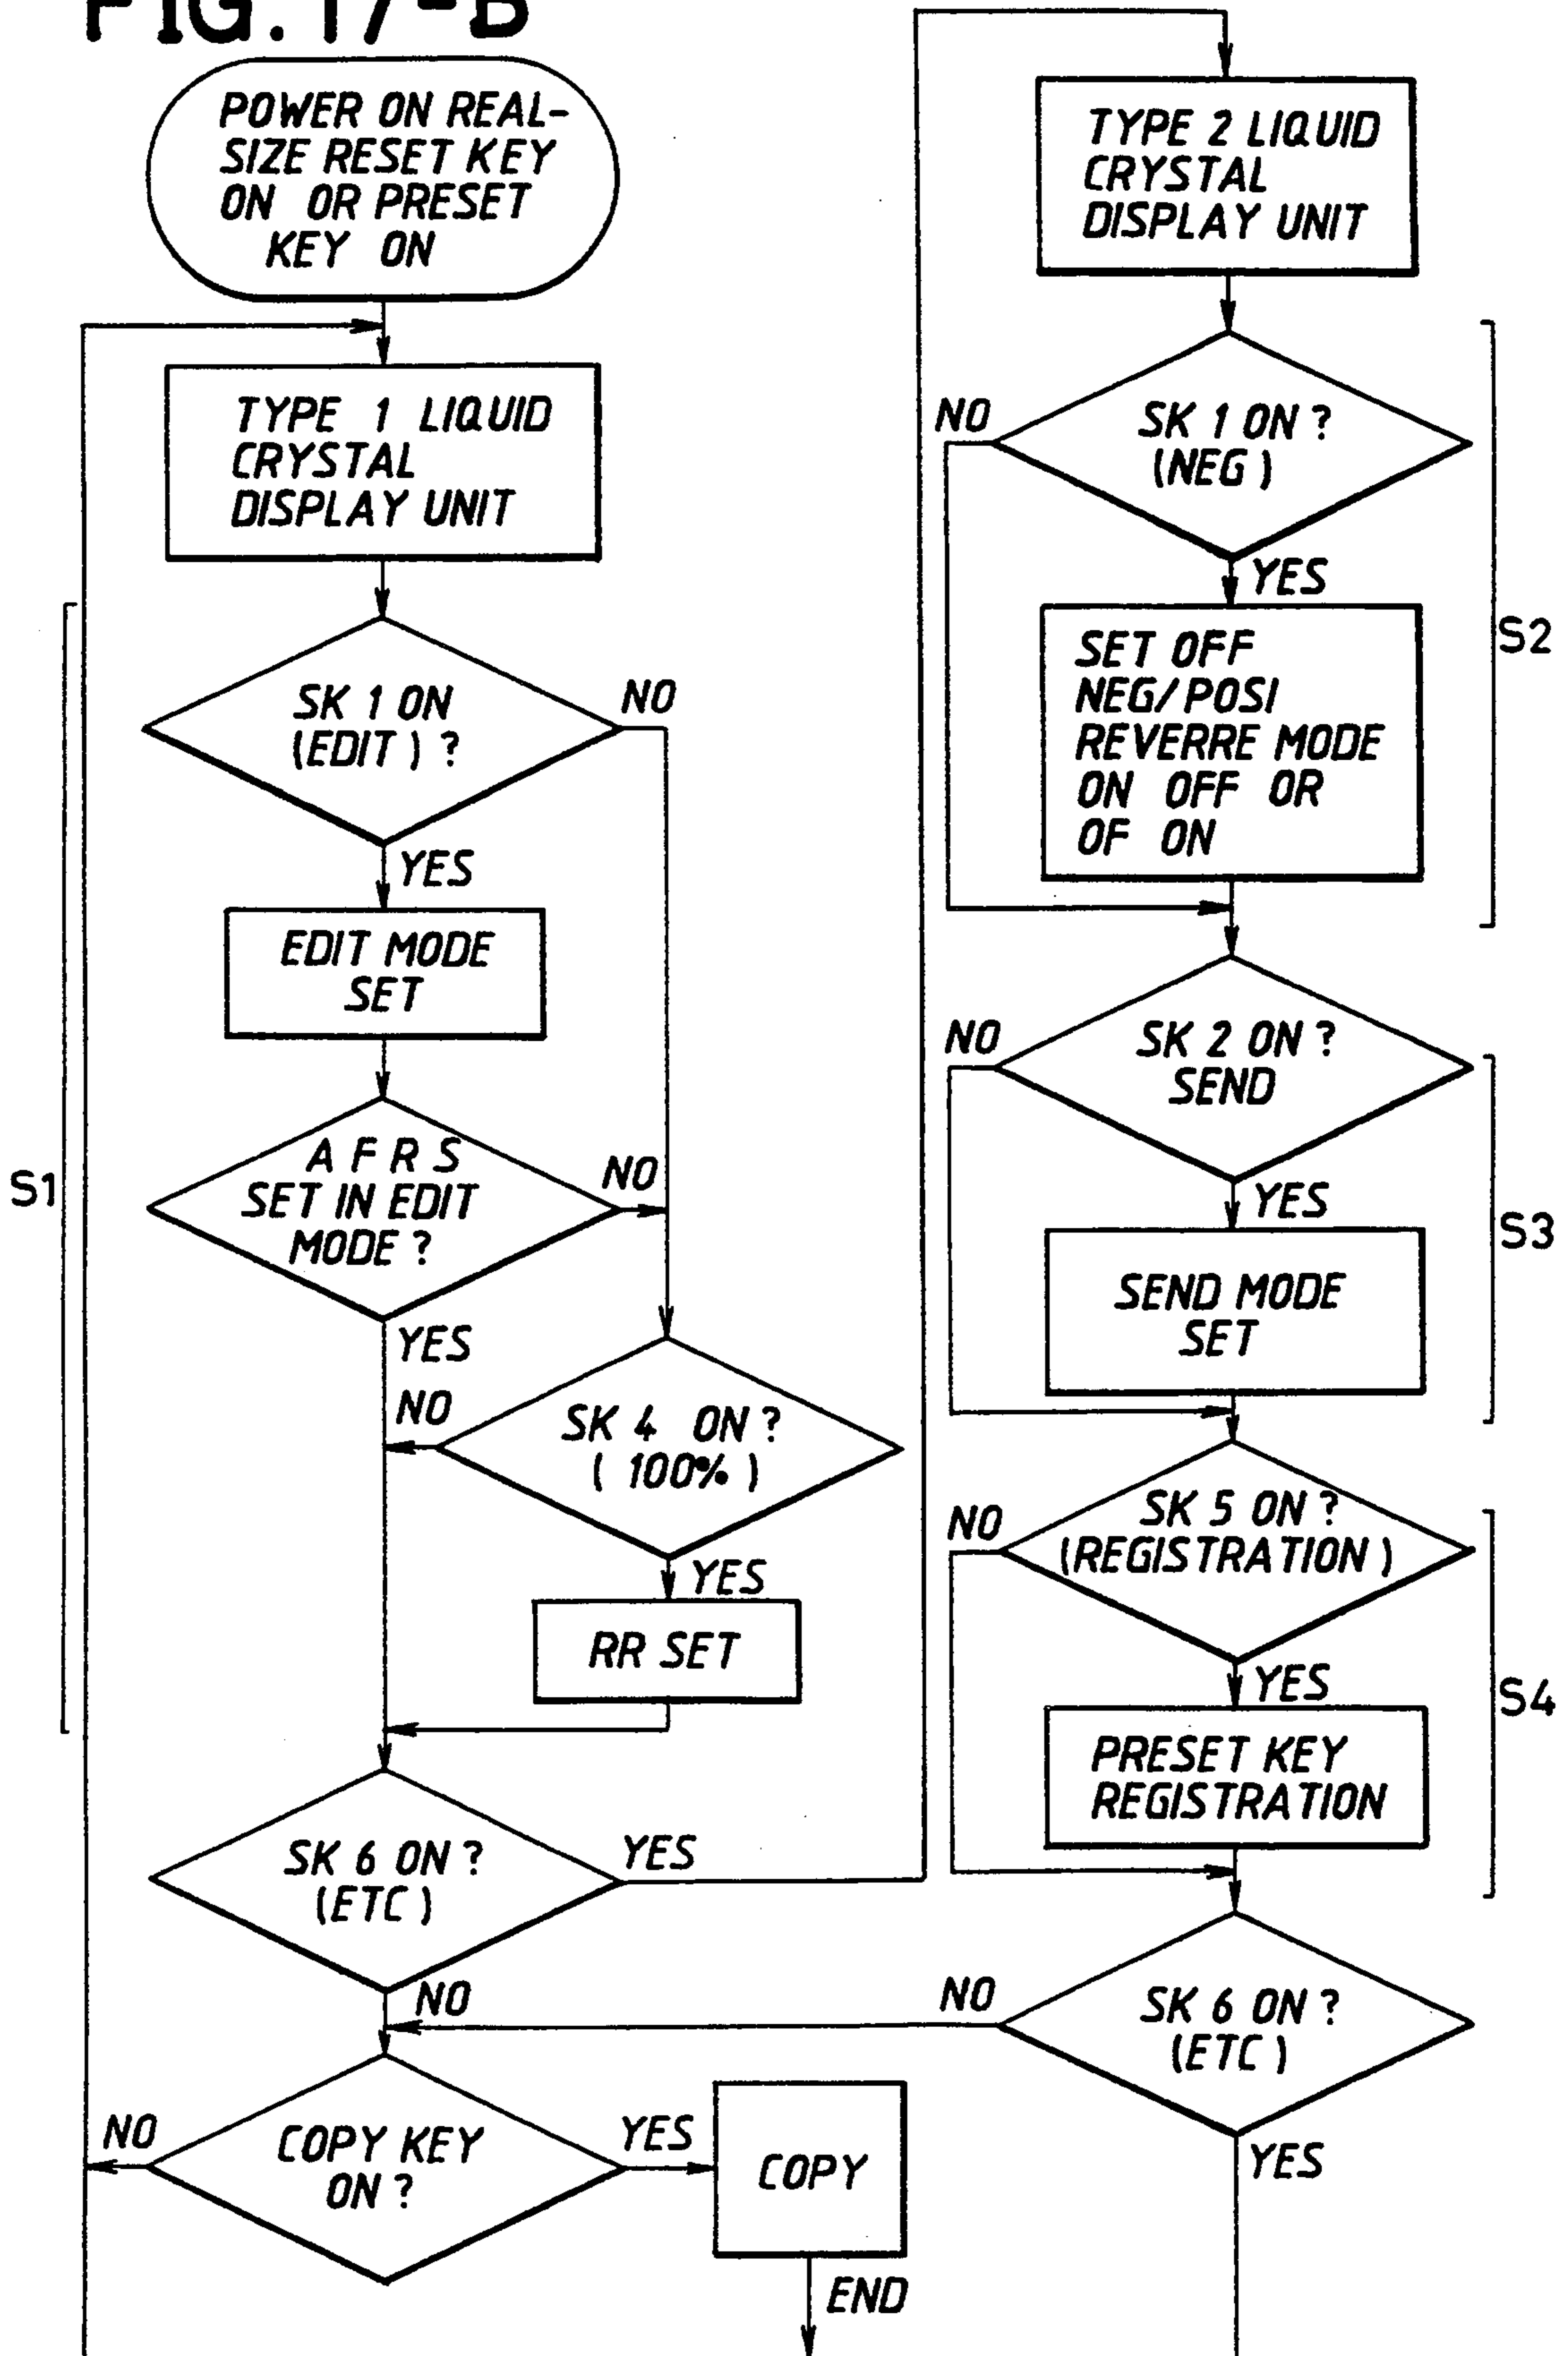 FIG. 17-B
POWER ON REAL-
SIZE RESET KEY
ON OR PRESET
KEY ON
TYPE 1 LIQUID
CRYSTAL
DISPLAY UNIT
SK 1 ON
(EDIT) ?
NO
YES
EDIT MODE
SET
A F R S
SET IN EDIT
MODE ?
NO
YES
S1
SK 4 ON ?
( 100% )
NO
YES
RR SET
SK 6 ON ?
(ETC)
YES
NO
COPY KEY
ON ?
NO
YES
COPY
END
TYPE 2 LIQUID
CRYSTAL
DISPLAY UNIT
SK 1 ON ?
(NEG)
NO
YES
SET OFF
NEG/POSI
REVERRE MODE
ON OFF OR
OF ON
S2
SK 2 ON ?
SEND
NO
YES
SEND MODE
SET
S3
SK 5 ON ?
(REGISTRATION)
NO
YES
PRESET KEY
REGISTRATION
S4
SK 6 ON ?
(ETC)
NO
YES